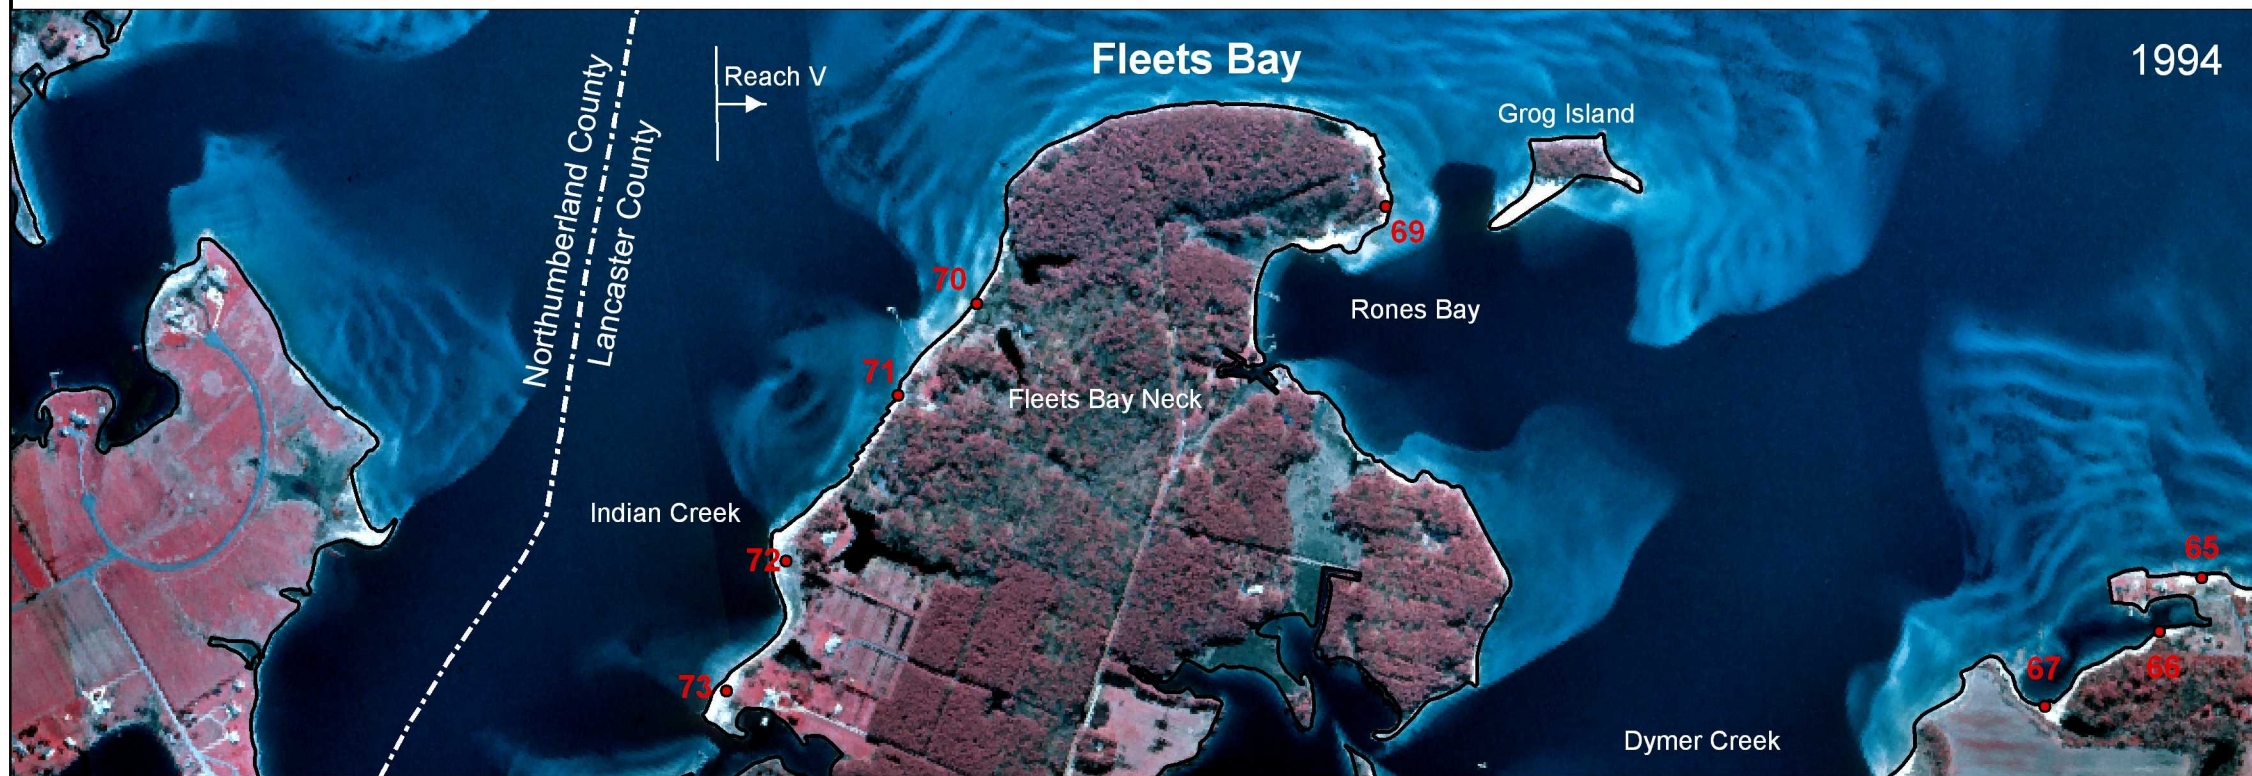 Fleets Bay
1994
Reach V
Northumberland County
Lancaster County
Grog Island
69
70
Rones Bay
71
Fleets Bay Neck
Indian Creek
72
65
66
67
73
Dymer Creek